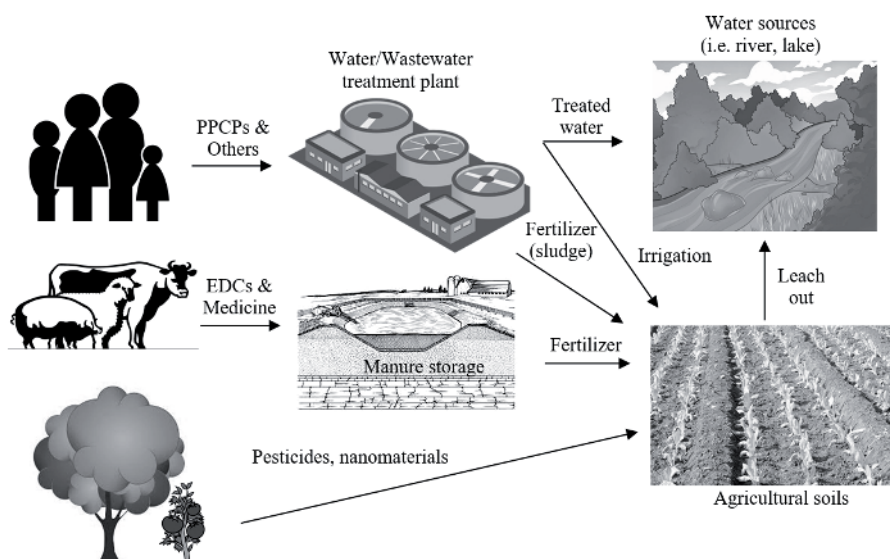 Water sources
(i.e. river, lake)
Water/Wastewater
treatment plant
PPCPs &
Others
Treated
water
Fertilizer
(sludge)
Irrigation
Leach
out
EDCs &
Medicine
Manure storage
Fertilizer
Pesticides, nanomaterials
Agricultural soils